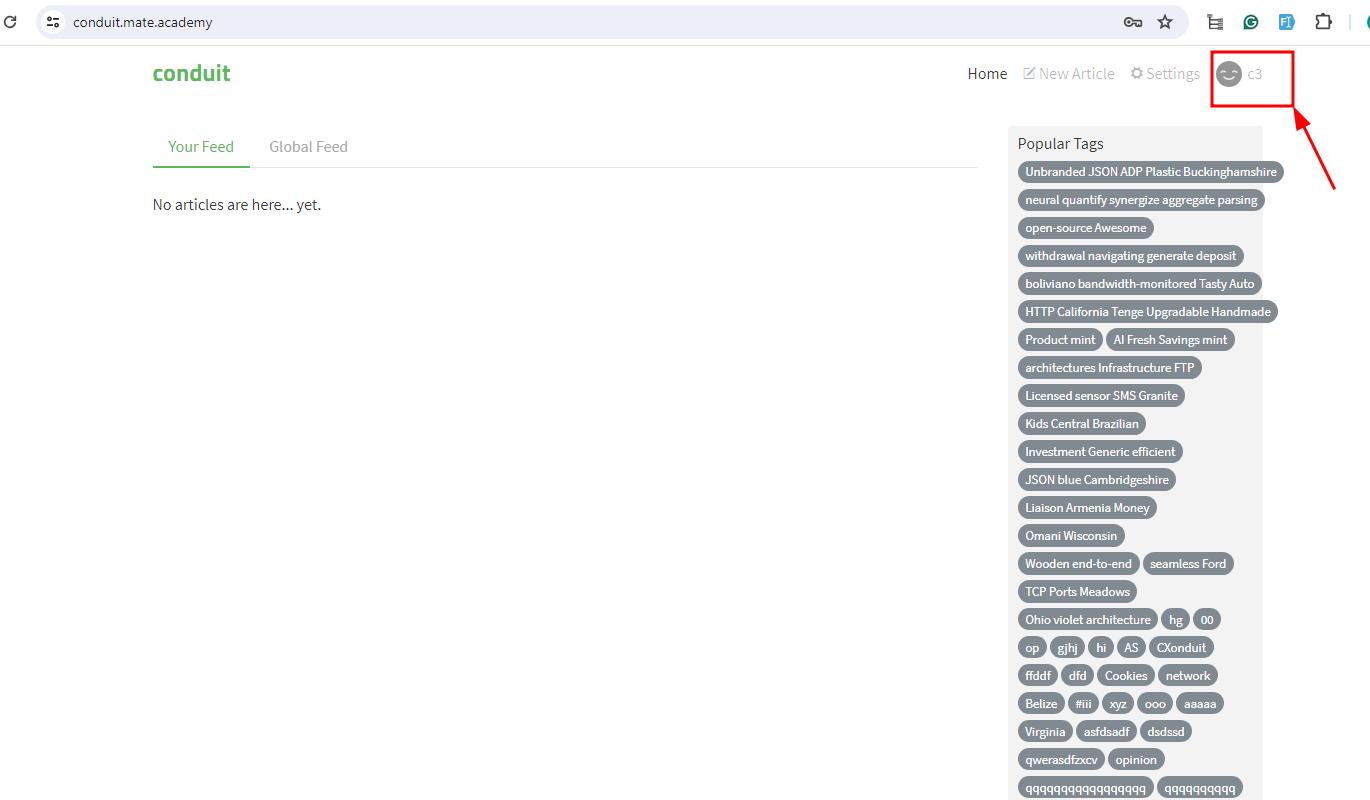 conduit.mate.academy
conduit
Home New Article Settings c3
Your Feed Global Feed
No articles are here... yet.
Popular Tags
Unbranded JSON ADP Plastic Buckinghamshire
neural quantify synergize aggregate parsing
open-source Awesome
withdrawal navigating generate deposit
boliviano bandwidth-monitored Tasty Auto
HTTP California Tenge Upgradable Handmade
Product mint AI Fresh Savings mint
architectures Infrastructure FTP
Licensed sensor SMS Granite
Kids Central Brazilian
Investment Generic efficient
JSON blue Cambridgeshire
Liaison Armenia Money
Omani Wisconsin
Wooden end-to-end seamless Ford
TCP Ports Meadows
Ohio violet architecture hg 00
op gjhj hi AS CXonduit
ffddf dfd Cookies network
Belize #iii xyz ooo aaaaa
Virginia asfdsadf dsdssd
qwerasdfzxcv opinion
qqqqqqqqqqqqqqqqq qqqqqqqqqq